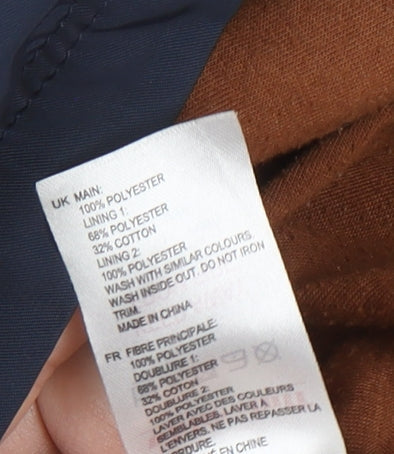 UK MAIN:
100% POLYESTER
LINING 1:
68% POLYESTER
32% COTTON
LINING 2:
100% POLYESTER
WASH WITH SIMILAR COLOURS.
WASH INSIDE OUT. DO NOT IRON
TRIM.
MADE IN CHINA
FR FIBRE PRINCIPALE:
100% POLYESTER
DOUBLURE 1:
68% POLYESTER
32% COTTON
DOUBLURE 2:
100% POLYESTER
LAVER AVEC DES COULEURS
SEMBLABLES. LAVER À
L'ENVERS. NE PAS REPASSER LA
EN CHINE